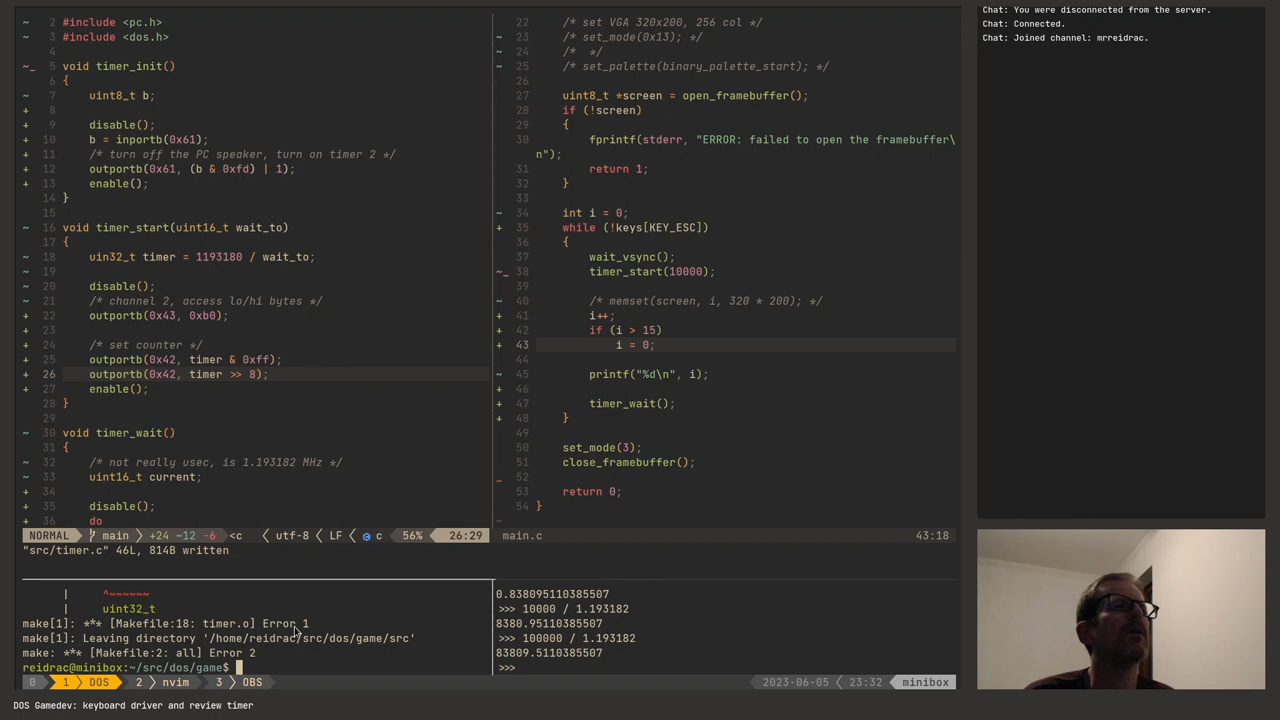 ~ 2 #include <pc.h>
~ 3 #include <dos.h>
4
~_ 5 void timer_init()
6 {
~ 7 uint8_t b;
+ 8
+ 9 disable();
+ 10 b = inportb(0x61);
+ 11 /* turn off the PC speaker, turn on timer 2 */
+ 12 outportb(0x61, (b & 0xfd) | 1);
+ 13 enable();
14 }
15
~ 16 void timer_start(uint16_t wait_to)
17 {
~ 18 uin32_t timer = 1193180 / wait_to;
~ 19
~ 20 disable();
~ 21 /* channel 2, access lo/hi bytes */
+ 22 outportb(0x43, 0xb0);
+ 23
+ 24 /* set counter */
+ 25 outportb(0x42, timer & 0xff);
+ 26 outportb(0x42, timer >> 8);
+ 27 enable();
28 }
29
~ 30 void timer_wait()
31 {
~ 32 /* not really usec, is 1.193182 MHz */
~ 33 uint16_t current;
+ 34
+ 35 disable();
+ 36 do
NORMAL main +24 ~12 -6 <c utf-8 LF c 56% 26:29
"src/timer.c" 46L, 814B written
22 /* set VGA 320x200, 256 col */
~ 23 /* set_mode(0x13); */
~ 24 /* */
~ 25 /* set_palette(binary_palette_start); */
26
27 uint8_t *screen = open_framebuffer();
28 if (!screen)
29 {
30 fprintf(stderr, "ERROR: failed to open the framebuffer\
n");
31 return 1;
32 }
33
~ 34 int i = 0;
+ 35 while (!keys[KEY_ESC])
36 {
37 wait_vsync();
~_ 38 timer_start(10000);
39
~ 40 /* memset(screen, i, 320 * 200); */
+ 41 i++;
+ 42 if (i > 15)
+ 43 i = 0;
44
~ 45 printf("%d\n", i);
+ 46
+ 47 timer_wait();
+ 48 }
49
50 set_mode(3);
51 close_framebuffer();
_ 52
53 return 0;
54 }
~
main.c 43:18
| ^~~~~~~
| uint32_t
make[1]: *** [Makefile:18: timer.o] Error 1
make[1]: Leaving directory '/home/reidrac/src/dos/game/src'
make: *** [Makefile:2: all] Error 2
reidrac@minibox:~/src/dos/game$
0.838095110385507
>>> 10000 / 1.193182
8380.95110385507
>>> 100000 / 1.193182
83809.5110385507
>>>
0 1 DOS 2 nvim 3 OBS 2023-06-05 23:32 minibox
DOS Gamedev: keyboard driver and review timer
Chat: You were disconnected from the server.
Chat: Connected.
Chat: Joined channel: mrreidrac.